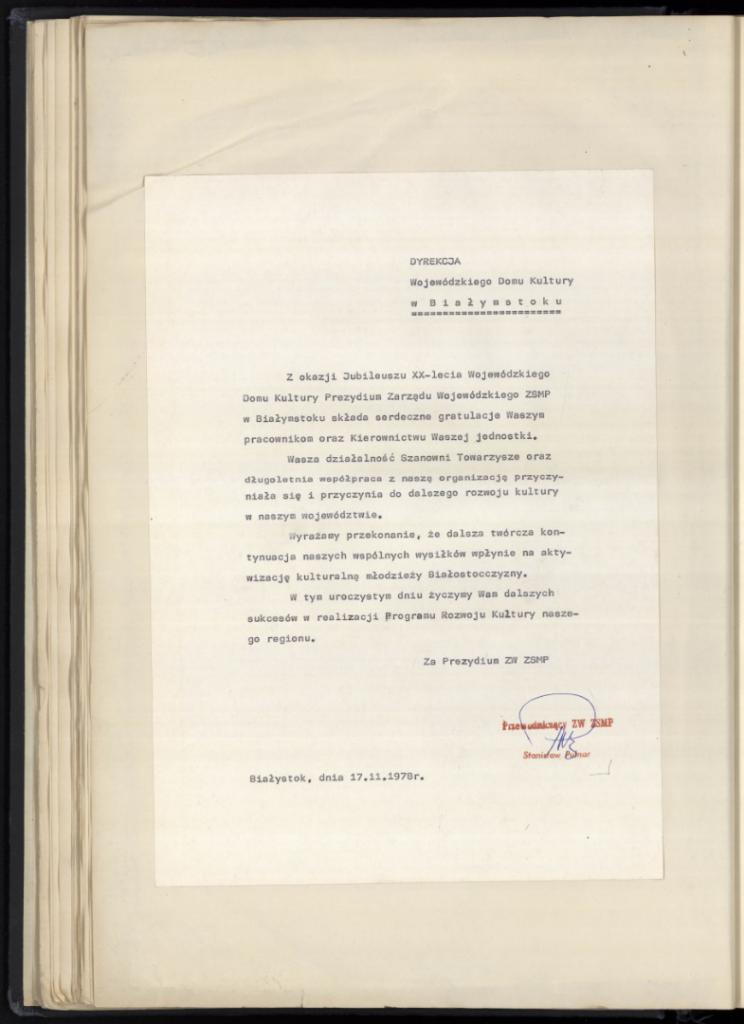 DYREKCJA
Wojewódzkiego Domu Kultury
w B i a ł y m s t o k u
========================
Z okazji Jubileuszu XX-lecia Wojewódzkiego
Domu Kultury Prezydium Zarządu Wojewódzkiego ZSMP
w Białymstoku składa serdeczne gratulacje Waszym
pracownikom oraz Kierownictwu Waszej jednostki.
Wasza działalność Szanowni Towarzysze oraz
długoletnia współpraca z naszą organizacją przyczy-
niała się i przyczynia do dalszego rozwoju kultury
w naszym województwie.
Wyrażamy przekonanie, że dalsza twórcza kon-
tynuacja naszych wspólnych wysiłków wpłynie na akty-
wizację kulturalną młodzieży Białostocczyzny.
W tym uroczystym dniu życzymy Wam dalszych
sukcesów w realizacji Programu Rozwoju Kultury nasze-
go regionu.
Za Prezydium ZW ZSMP
Przewodniczący ZW ZSMP
Stanisław
Białystok, dnia 17.11.1978r.